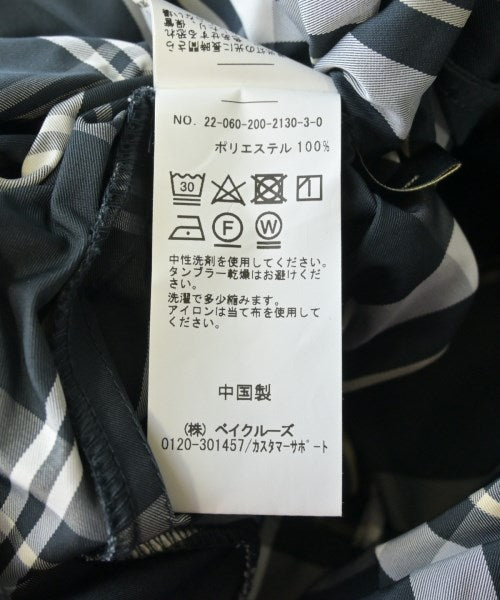 NO. 22-060-200-2130-3-0
ポリエステル 100%
30
F
W
中性洗剤を使用してください。
タンブラー乾燥はお避けくだ
さい。
洗濯で多少縮みます。
アイロンは当て布を使用して
ください。
中国製
(株) ベイクルーズ
0120-301457/カスタマーサポート